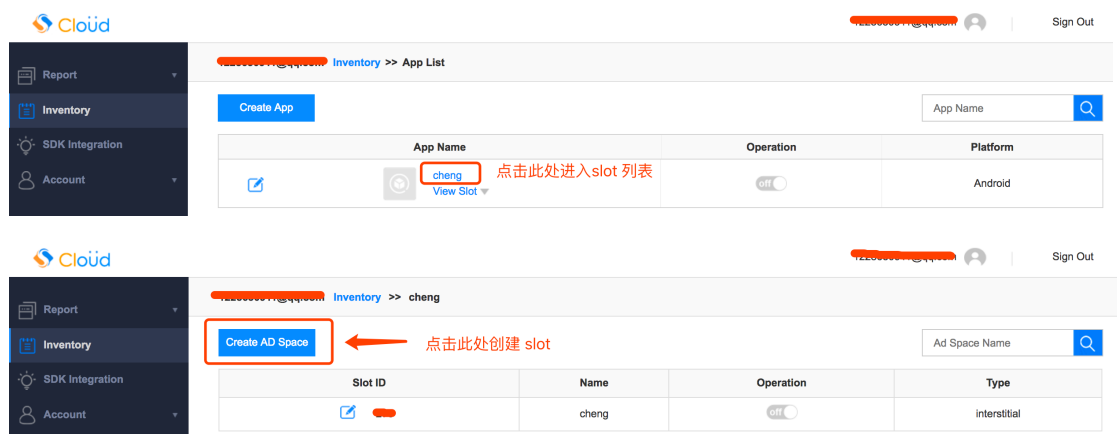 Cloüd
Sign Out
Report
Inventory >> App List
Inventory
Create App
App Name
SDK Integration
App Name
Operation
Platform
Account
cheng
点击此处进入slot 列表
View Slot
off
Android
Cloüd
Sign Out
Report
Inventory >> cheng
Inventory
Create AD Space
点击此处创建 slot
Ad Space Name
SDK Integration
Slot ID
Name
Operation
Type
Account
cheng
off
interstitial